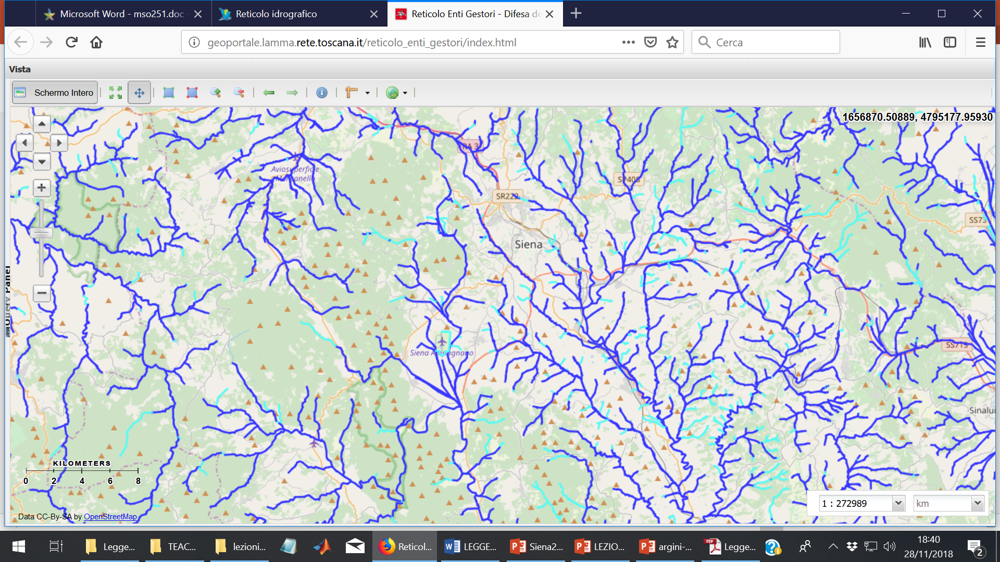 Microsoft Word - mso251.doc -
Reticolo idrografico
Reticolo Enti Gestori - Difesa de
geoportale.lamma.rete.toscana.it/reticolo_enti_gestori/index.html
Cerca
Vista
Schermo Intero
1656870.50889, 4795177.95930
RA 3
Aviosuperficie
SP408
SR222
SS73
Siena
Query Panel
Siena Ampugnano
SS715
Sinalun
KILOMETERS
0 2 4 6 8
1 : 272989
km
Data CC-By-SA by OpenStreetMap
Legge...
TEAC...
lezioni...
Reticol...
LEGGE...
Siena2...
LEZIO...
argini-...
Legge...
18:40
28/11/2018
2